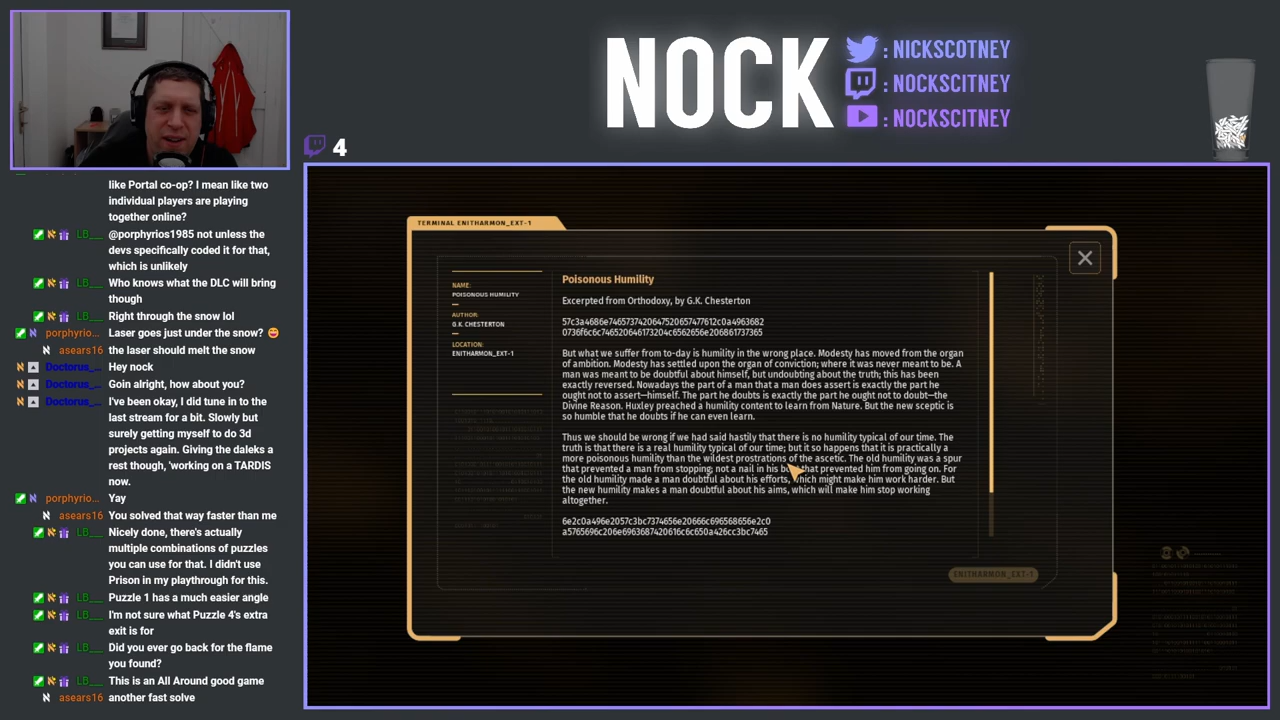 NOCK
: NICKSCOTNEY
: NOCKSCITNEY
: NOCKSCITNEY
4
like Portal co-op? I mean like two
individual players are playing
together online?
LB__ @porphyrios1985 not unless the
devs specifically coded it for that,
which is unlikely
LB__ Who knows what the DLC will bring
though
LB__ Right through the snow lol
porphyrio... Laser goes just under the snow? 😄
asears16 the laser should melt the snow
Doctorus_... Hey nock
Doctorus_... Goin alright, how about you?
Doctorus_... I've been okay, I did tune in to the
last stream for a bit. Slowly but
surely getting myself to do 3d
projects again. Giving the daleks a
rest though, 'working on a TARDIS
now.
porphyrio... Yay
asears16 You solved that way faster than me
LB__ Nicely done, there's actually
multiple combinations of puzzles
you can use for that. I didn't use
Prison in my playthrough for this.
LB__ Puzzle 1 has a much easier angle
LB__ I'm not sure what Puzzle 4's extra
exit is for
LB__ Did you ever go back for the flame
you found?
LB__ This is an All Around good game
asears16 another fast solve
TERMINAL ENITHARMON_EXT-1
NAME:
POISONOUS HUMILITY
AUTHOR:
G.K. CHESTERTON
LOCATION:
ENITHARMON_EXT-1
Poisonous Humility
Excerpted from Orthodoxy, by G.K. Chesterton
57c3a4686e7465737420647520657477612c0a4963682
0736f6c6c746520646173204c6562656e206861737365
But what we suffer from to-day is humility in the wrong place. Modesty has moved from the organ
of ambition. Modesty has settled upon the organ of conviction; where it was never meant to be. A
man was meant to be doubtful about himself, but undoubting about the truth; this has been
exactly reversed. Nowadays the part of a man that a man does assert is exactly the part he
ought not to assert—himself. The part he doubts is exactly the part he ought not to doubt—the
Divine Reason. Huxley preached a humility content to learn from Nature. But the new sceptic is
so humble that he doubts if he can even learn.
Thus we should be wrong if we had said hastily that there is no humility typical of our time. The
truth is that there is a real humility typical of our time; but it so happens that it is practically a
more poisonous humility than the wildest prostrations of the ascetic. The old humility was a spur
that prevented a man from stopping; not a nail in his that prevented him from going on. For
the old humility made a man doubtful about his efforts, which might make him work harder. But
the new humility makes a man doubtful about his aims, which will make him stop working
altogether.
6e2c0a496e2057c3bc7374656e20666c696568656e2c0
a5765696c206e6963687420616c6c650a426cc3bc7465
ENITHARMON_EXT-1